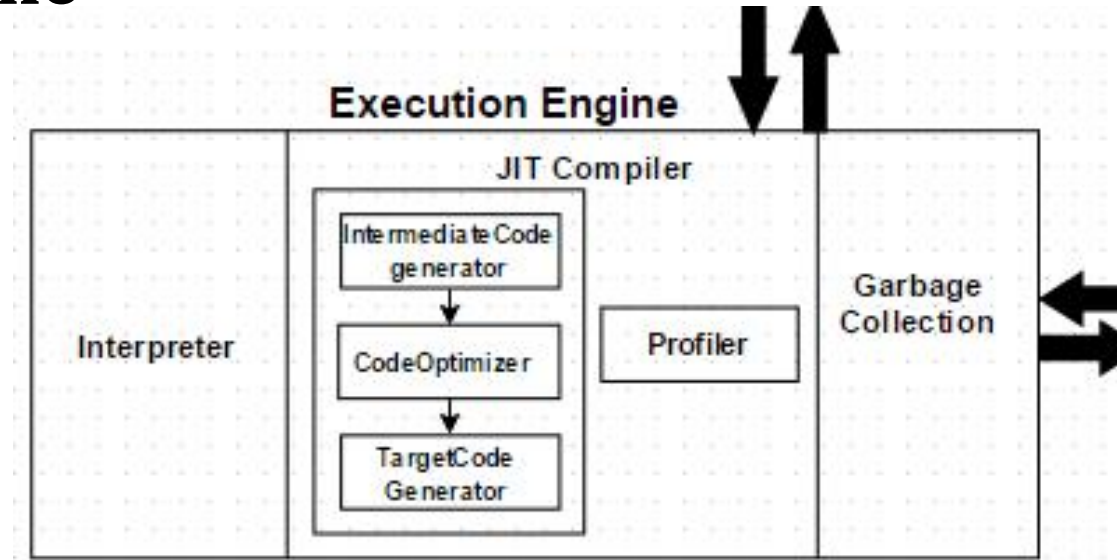 Execution Engine
JIT Compiler
IntermediateCode
generator
CodeOptimizer
TargetCode
Generator
Interpreter
Profiler
Garbage
Collection